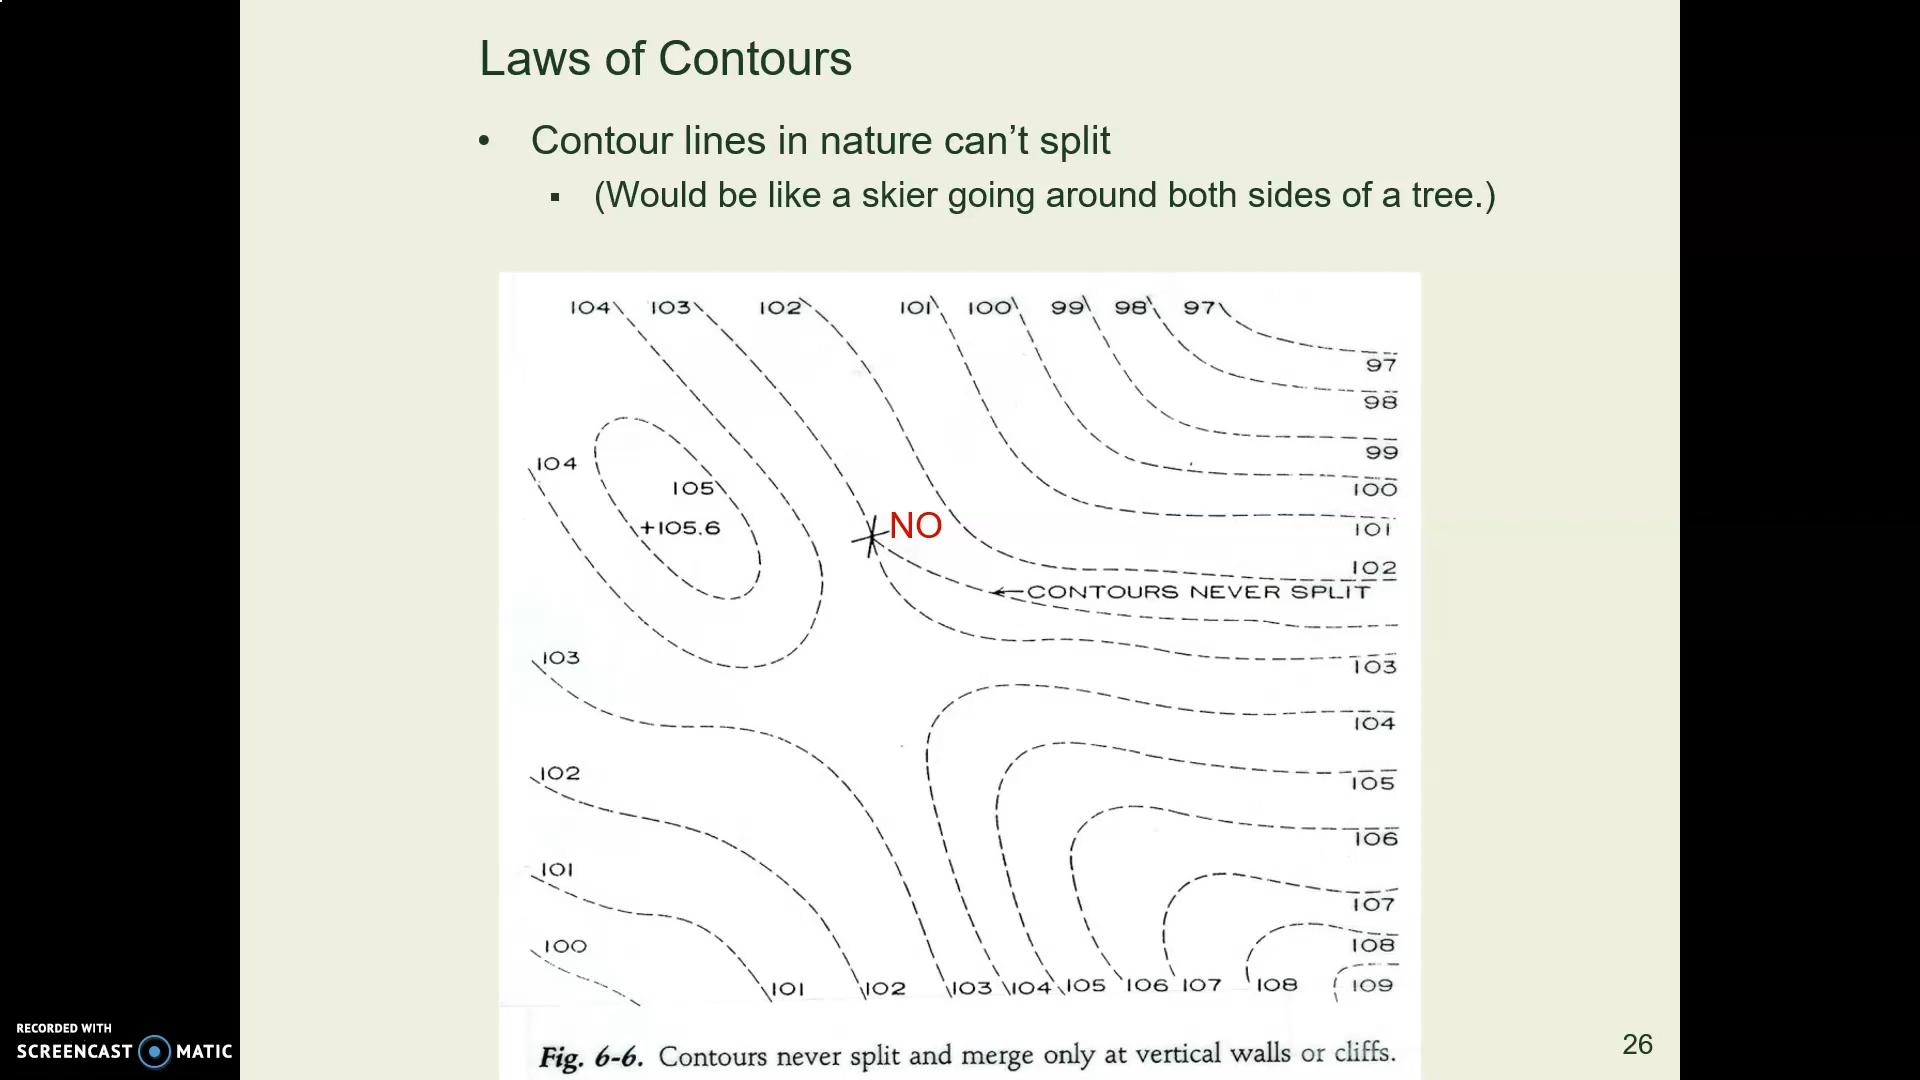 Laws of Contours
• Contour lines in nature can’t split
▪ (Would be like a skier going around both sides of a tree.)
104 103 102 101 100 99 98 97
97
98
99
104
105
100
+105.6
NO
101
102
CONTOURS NEVER SPLIT
103
103
104
102
105
106
101
107
100
108
101 102 103 104 105 106 107 108 109
Fig. 6-6. Contours never split and merge only at vertical walls or cliffs.
26
RECORDED WITH
SCREENCAST MATIC